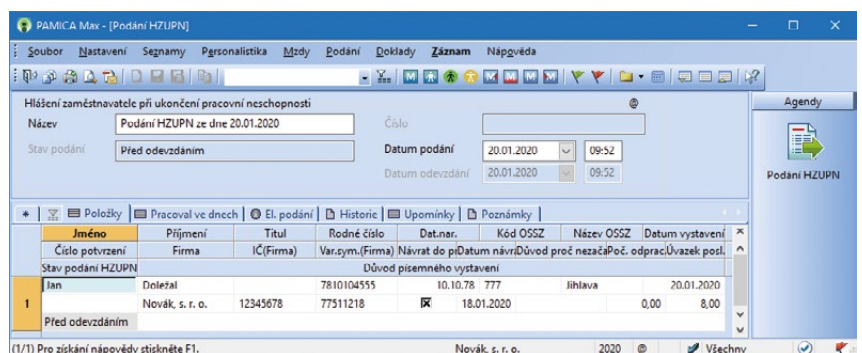 PAMICA Max - [Podání HZUPN]
Soubor Nastavení Seznamy Personalistika Mzdy Podání Doklady Záznam Nápověda
Hlášení zaměstnavatele při ukončení pracovní neschopnosti @ Agendy
Název Podání HZUPN ze dne 20.01.2020 Číslo
Stav podání Před odevzdáním Datum podání 20.01.2020 09:52
Datum odevzdání 20.01.2020 09:52
Podání HZUPN
* Položky Pracoval ve dnech El. podání Historie Upomínky Poznámky
Jméno Příjmení Titul Rodné číslo Dat.nar. Kód OSSZ Název OSSZ Datum vystavení
Číslo potvrzení Firma IČ(Firma) Var.sym.(Firma) Návrat do pr Datum návra Důvod proč nezača Poč. odprac. Úvazek posl.
Stav podání HZUPN Důvod písemného vystavení
Jan Doležal 7810104555 10.10.78 777 Jihlava 20.01.2020
1 Novák, s. r. o. 12345678 77511218 18.01.2020 0,00 8,00
Před odevzdáním
(1/1) Pro získání nápovědy stiskněte F1. Novák, s. r. o. 2020 @ Všechny